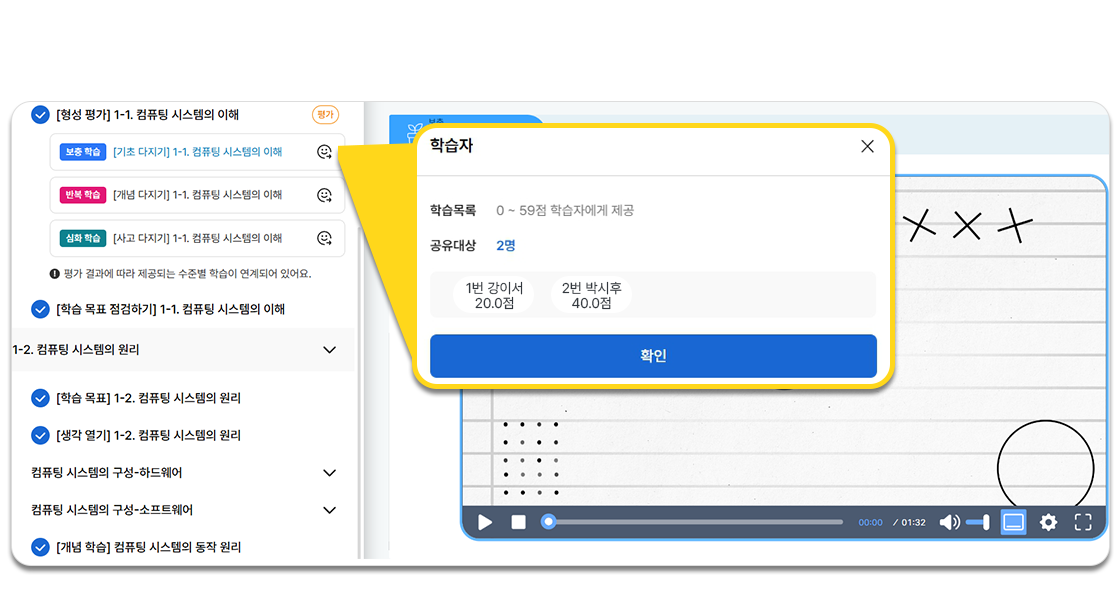 [형성 평가] 1-1. 컴퓨팅 시스템의 이해
평가
보충 학습 [기초 다지기] 1-1. 컴퓨팅 시스템의 이해
반복 학습 [개념 다지기] 1-1. 컴퓨팅 시스템의 이해
심화 학습 [사고 다지기] 1-1. 컴퓨팅 시스템의 이해
평가 결과에 따라 제공되는 수준별 학습이 연계되어 있어요.
[학습 목표 점검하기] 1-1. 컴퓨팅 시스템의 이해
1-2. 컴퓨팅 시스템의 원리
[학습 목표] 1-2. 컴퓨팅 시스템의 원리
[생각 열기] 1-2. 컴퓨팅 시스템의 원리
컴퓨팅 시스템의 구성-하드웨어
컴퓨팅 시스템의 구성-소프트웨어
[개념 학습] 컴퓨팅 시스템의 동작 원리
학습자
학습목록 0 ~ 59점 학습자에게 제공
공유대상 2명
1번 강이서
20.0점
2번 박시후
40.0점
확인
00:00 / 01:32